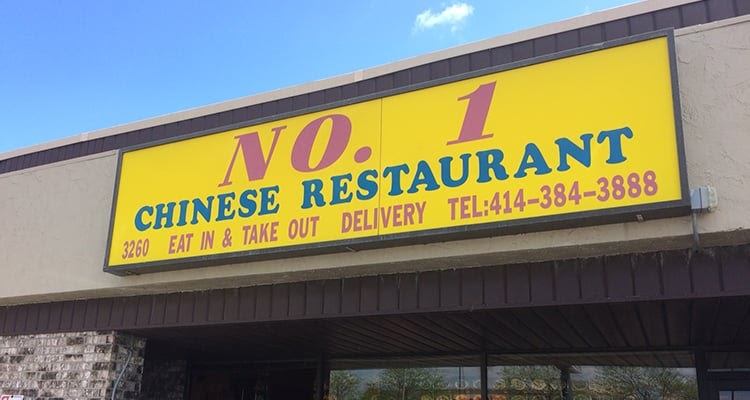 NO. 1
CHINESE RESTAURANT
3260 EAT IN & TAKE OUT DELIVERY TEL:414-384-3888